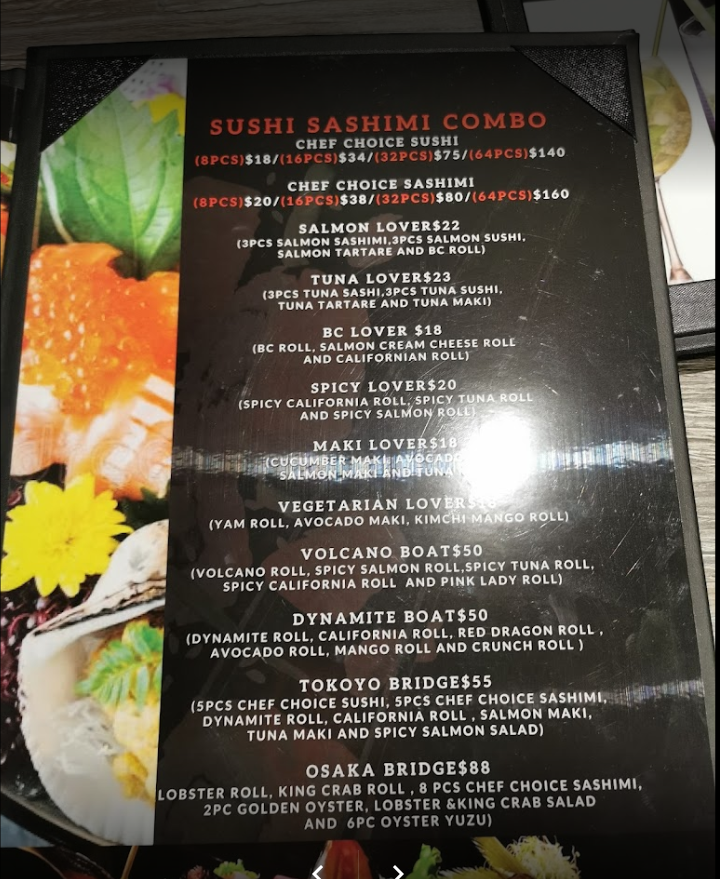 SUSHI SASHIMI COMBO
CHEF CHOICE SUSHI
(8PCS)$18/(16PCS)$34/(32PCS)$75/(64PCS)$140
CHEF CHOICE SASHIMI
(8PCS)$20/(16PCS)$38/(32PCS)$80/(64PCS)$160
SALMON LOVER$22
(3PCS SALMON SASHIMI,3PCS SALMON SUSHI,
SALMON TARTARE AND BC ROLL)
TUNA LOVER$23
(3PCS TUNA SASHI,3PCS TUNA SUSHI,
TUNA TARTARE AND TUNA MAKI)
BC LOVER $18
(BC ROLL, SALMON CREAM CHEESE ROLL
AND CALIFORNIAN ROLL)
SPICY LOVER$20
(SPICY CALIFORNIA ROLL, SPICY TUNA ROLL
AND SPICY SALMON ROLL)
MAKI LOVER$18
(CUCUMBER MAKI, AVOCADO
SALMON MAKI AND TUNA
VEGETARIAN LOVER
(YAM ROLL, AVOCADO MAKI, KIMCHI MANGO ROLL)
VOLCANO BOAT$50
(VOLCANO ROLL, SPICY SALMON ROLL,SPICY TUNA ROLL,
SPICY CALIFORNIA ROLL AND PINK LADY ROLL)
DYNAMITE BOAT$50
(DYNAMITE ROLL, CALIFORNIA ROLL, RED DRAGON ROLL ,
AVOCADO ROLL, MANGO ROLL AND CRUNCH ROLL )
TOKOYO BRIDGE$55
(5PCS CHEF CHOICE SUSHI, 5PCS CHEF CHOICE SASHIMI,
DYNAMITE ROLL, CALIFORNIA ROLL , SALMON MAKI,
TUNA MAKI AND SPICY SALMON SALAD)
OSAKA BRIDGE$88
LOBSTER ROLL, KING CRAB ROLL , 8 PCS CHEF CHOICE SASHIMI,
2PC GOLDEN OYSTER, LOBSTER &KING CRAB SALAD
AND 6PC OYSTER YUZU)